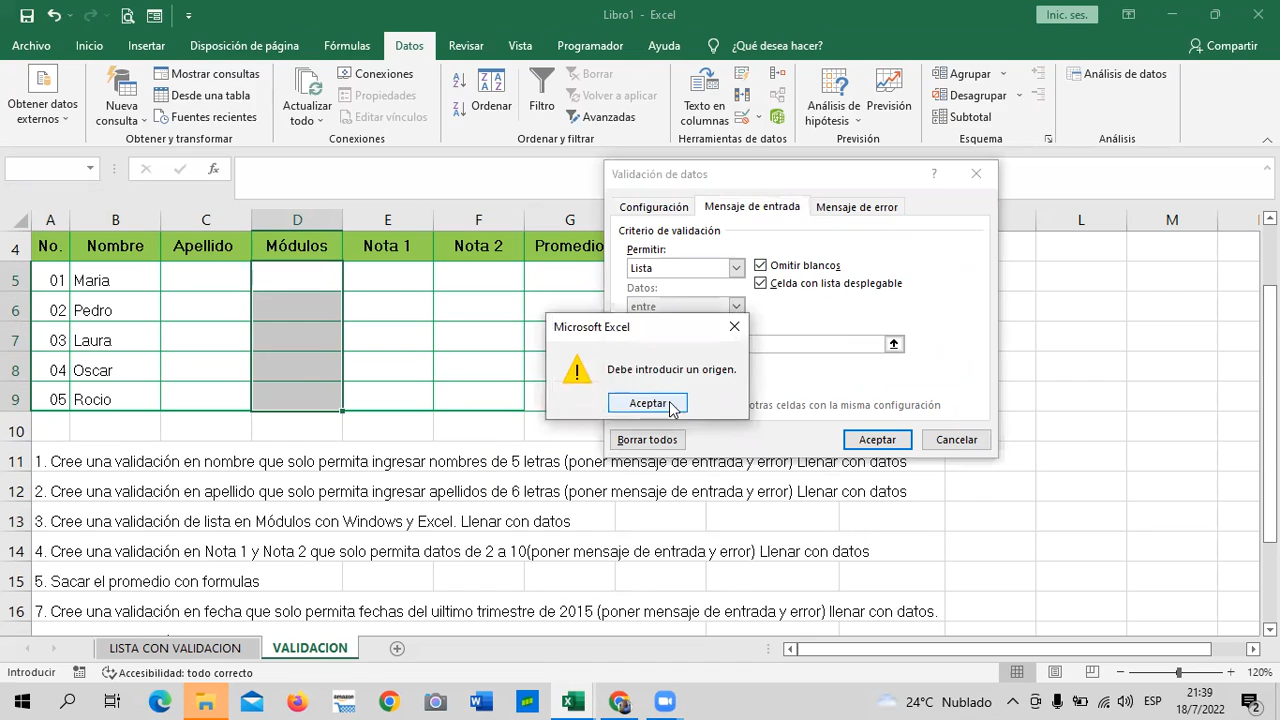 Libro1 - Excel
Inic. ses.
Archivo Inicio Insertar Disposición de página Fórmulas Datos Revisar Vista Programador Ayuda ¿Qué desea hacer? Compartir
Obtener datos externos
Nueva consulta
Mostrar consultas
Desde una tabla
Fuentes recientes
Actualizar todo
Conexiones
Propiedades
Editar vínculos
Ordenar
Filtro
Borrar
Volver a aplicar
Avanzadas
Texto en columnas
Análisis de hipótesis
Previsión
Agrupar
Desagrupar
Subtotal
Análisis de datos
Obtener y transformar Conexiones Ordenar y filtrar Herramientas de datos Previsión Esquema Análisis
fx
A B C D E F G L M
4 No. Nombre Apellido Módulos Nota 1 Nota 2 Promedio
5 01 Maria
6 02 Pedro
7 03 Laura
8 04 Oscar
9 05 Rocio
10
11 1. Cree una validación en nombre que solo permita ingresar nombres de 5 letras (poner mensaje de entrada y error) Llenar con datos
12 2. Cree una validación en apellido que solo permita ingresar apellidos de 6 letras (poner mensaje de entrada y error) Llenar con datos
13 3. Cree una validación de lista en Módulos con Windows y Excel. Llenar con datos
14 4. Cree una validación en Nota 1 y Nota 2 que solo permita datos de 2 a 10(poner mensaje de entrada y error) Llenar con datos
15 5. Sacar el promedio con formulas
16 7. Cree una validación en fecha que solo permita fechas del uiltimo trimestre de 2015 (poner mensaje de entrada y error) llenar con datos.
Validación de datos ?
Configuración Mensaje de entrada Mensaje de error
Criterio de validación
Permitir:
Lista
Omitir blancos
Celda con lista desplegable
Datos:
entre
otras celdas con la misma configuración
Borrar todos Aceptar Cancelar
Microsoft Excel
Debe introducir un origen.
Aceptar
LISTA CON VALIDACION VALIDACION
Introducir Accesibilidad: todo correcto 120%
amazon
24°C Nublado
ESP
21:39
18/7/2022
2